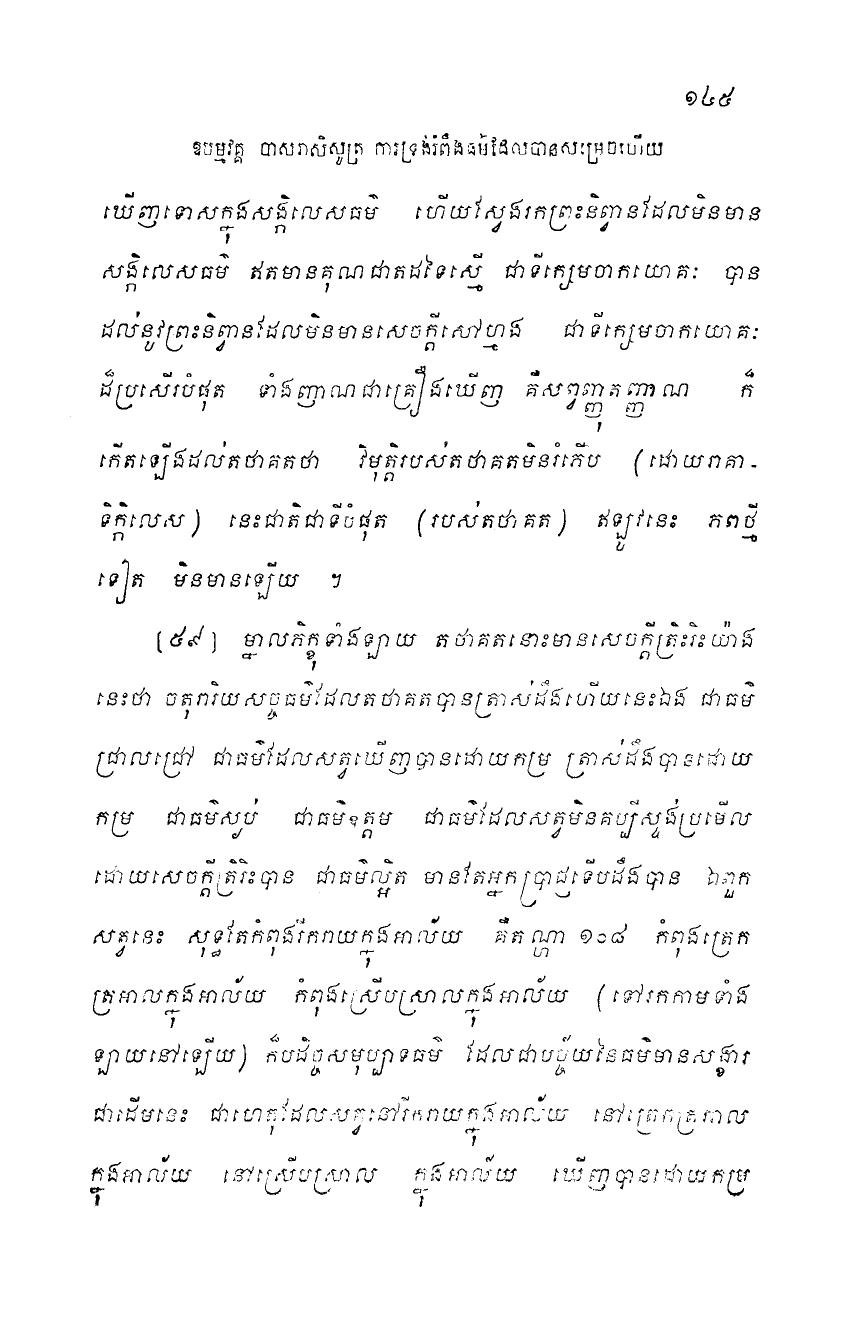 ១៤៥
ឱបម្មវគ្គ បាសរាសិសូត្រ ការទ្រង់រំពឹងធម៌ដែលបានសម្រេចហើយ
ឃើញទោសក្នុងសង្កិលេសធម៌ ហើយស្វែងរកព្រះនិព្វានដែលមិនមាន
សង្កិលេសធម៌ ឥតមានគុណជាតដទៃស្មើ ជាទីក្សេមចាកយោគៈ បាន
ដល់នូវព្រះនិព្វានដែលមិនមានសេចក្តីសៅហ្មង ជាទីក្សេមចាកយោគៈ
ដ៏ប្រសើរបំផុត ទាំងញាណជាគ្រឿងឃើញ គឺសព្វញ្ញុតញ្ញាណ ក៏
កើតឡើងដល់តថាគតថា វិមុត្តិរបស់តថាគតមិនរំភើប (ដោយរាគា-
ទិក្កិលេស) នេះជាតិជាទីបំផុត (របស់តថាគត) ឥឡូវនេះ ភពថ្មី
ទៀត មិនមានឡើយ ។
[៥៩] ម្នាលភិក្ខុទាំងឡាយ តថាគតនោះមានសេចក្តីត្រិះរិះយ៉ាង
នេះថា ចតុរារិយសច្ចធម៌ដែលតថាគតបានត្រាស់ដឹងហើយនេះឯង ជាធម៌
ជ្រាលជ្រៅ ជាធម៌ដែលសត្វឃើញបានដោយកម្រ ត្រាស់ដឹងបានដោយ
កម្រ ជាធម៌ស្ងប់ ជាធម៌ឧត្តម ជាធម៌ដែលសត្វមិនគប្បីស្ទង់ប្រមើល
ដោយសេចក្តីត្រិរិះបាន ជាធម៌ល្អិត មានតែអ្នកប្រាជ្ញទើបដឹងបាន ឯពួក
សត្វនេះ សុទ្ធតែកំពុងរីករាយក្នុងអាល័យ គឺតណ្ហា ១០៨ កំពុងត្រេក
ត្រអាលក្នុងអាល័យ កំពុងស្រើបស្រាលក្នុងអាល័យ (ទៅរកកាមទាំង
ឡាយនៅឡើយ) ក៏បដិច្ចសមុប្បាទធម៌ ដែលជាបច្ច័យនៃធម៌មានសង្ខារ
ជាដើមនេះ ជាហេតុដែលសត្វនៅរីករាយក្នុងអាល័យ នៅត្រេកត្រអាល
ក្នុងអាល័យ នៅស្រើបស្រាល ក្នុងអាល័យ ឃើញបានដោយកម្រ